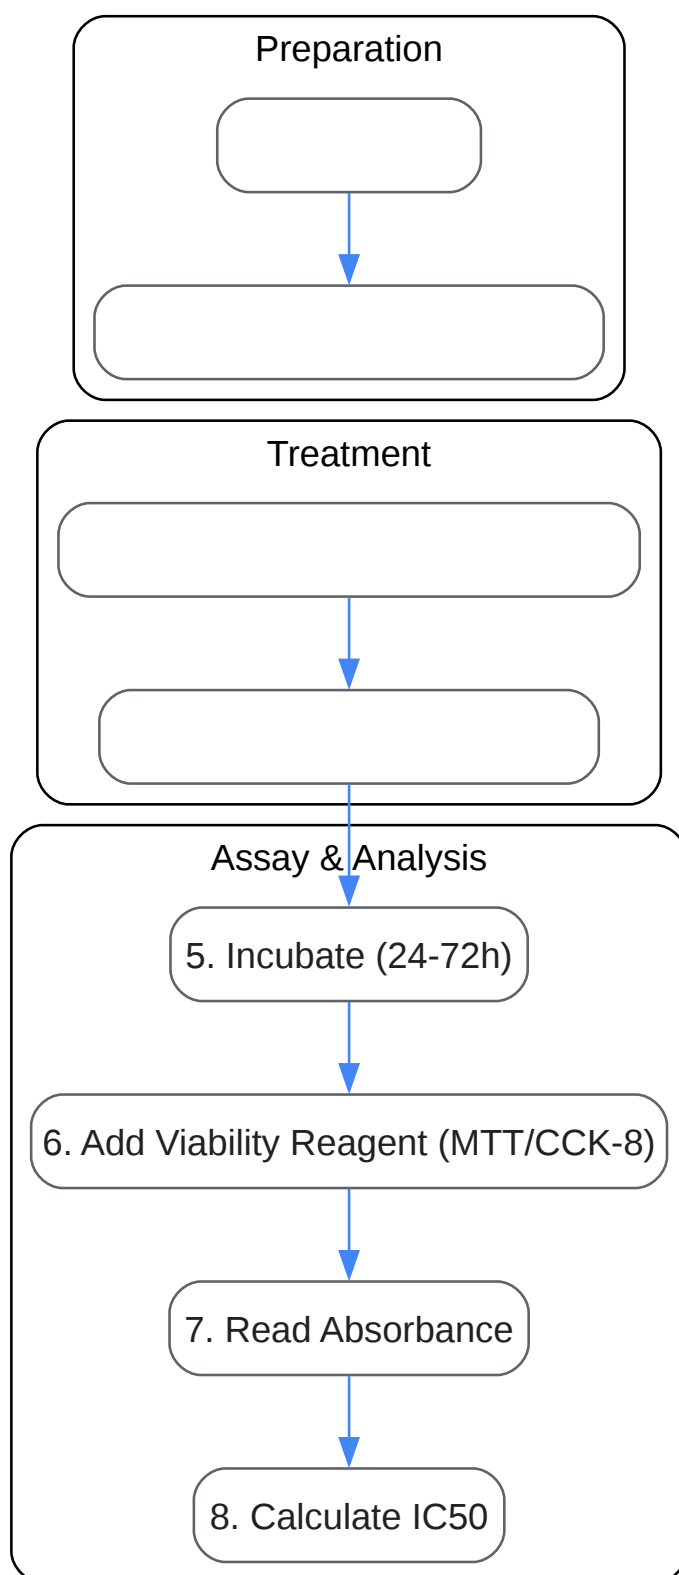 Preparation
Treatment
Assay & Analysis
5. Incubate (24-72h)
6. Add Viability Reagent (MTT/CCK-8)
7. Read Absorbance
8. Calculate IC50